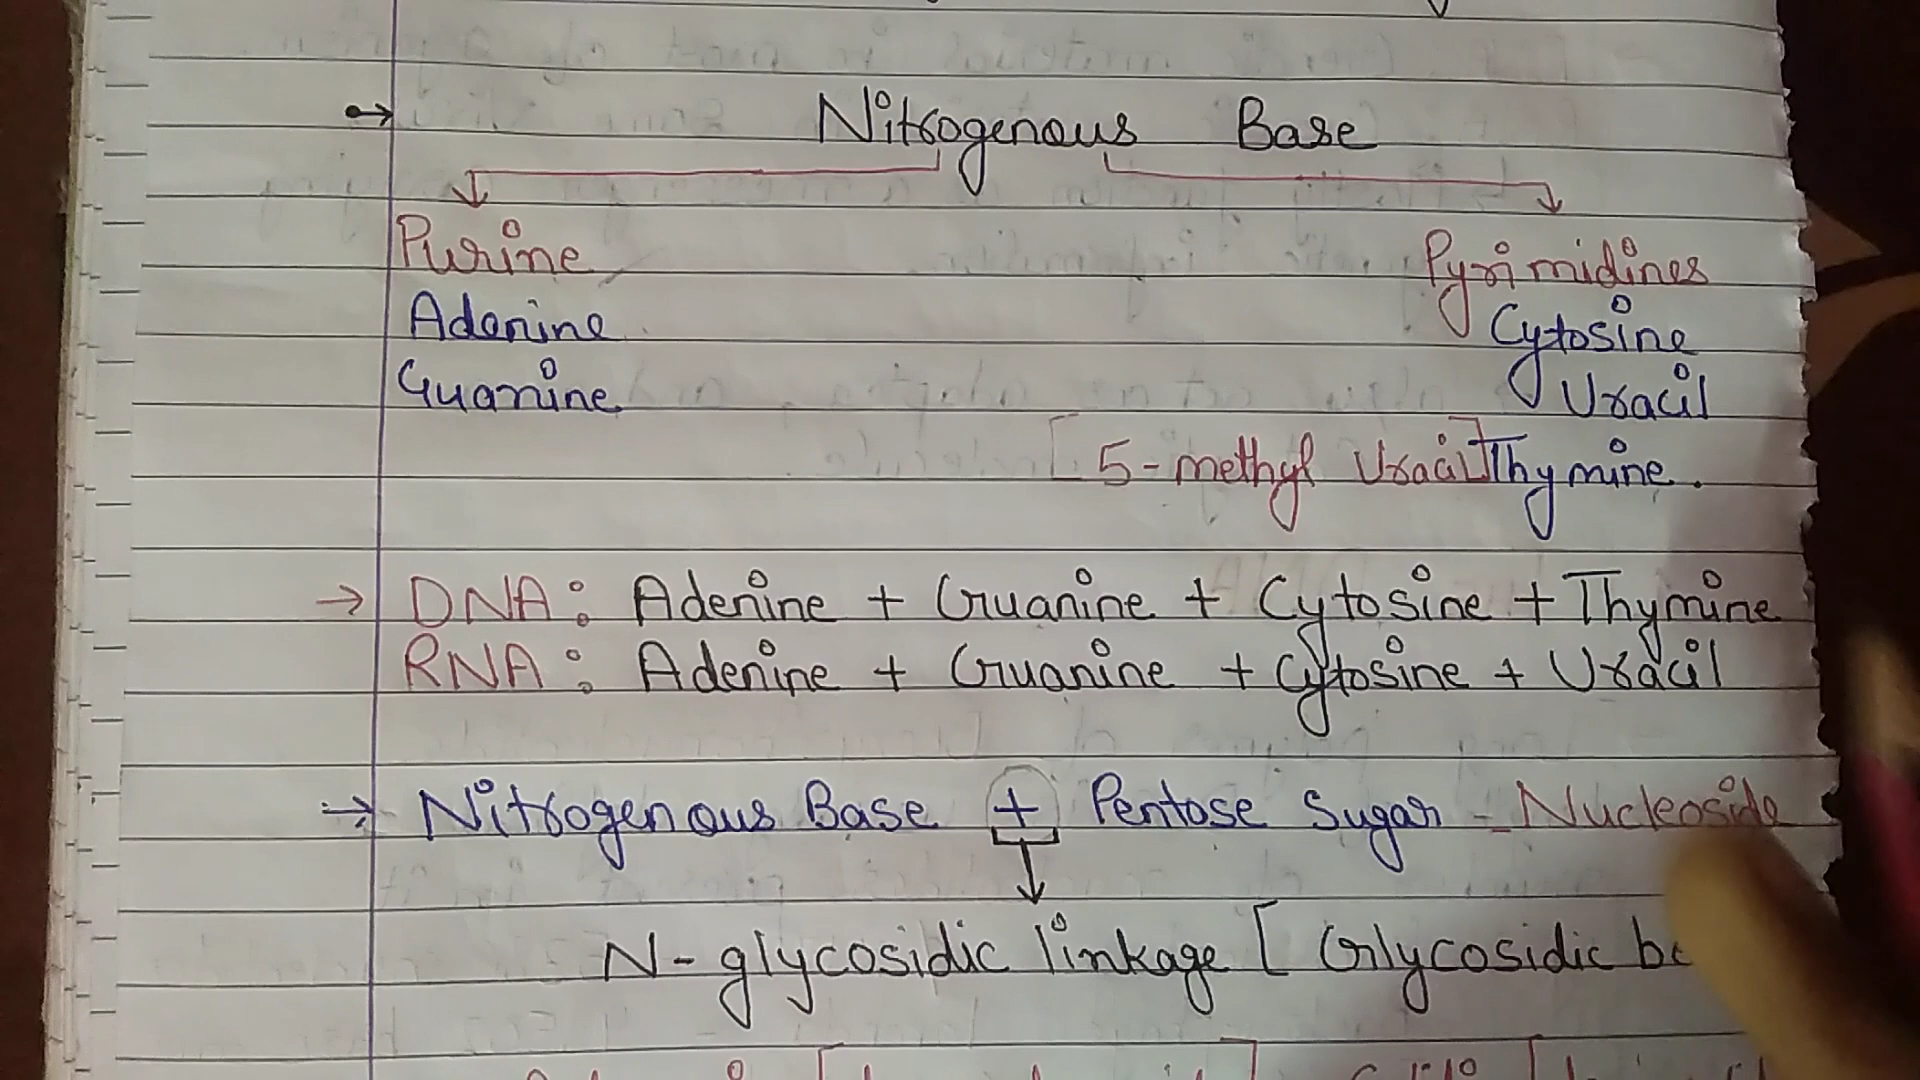 Nitrogenous Base
Purine Pyrimidines
Adenine Cytosine
Guanine Uracil
[5-methyl Uracil] Thymine.
→ DNA: Adenine + Guanine + Cytosine + Thymine
RNA: Adenine + Guanine + Cytosine + Uracil
→ Nitrogenous Base + Pentose Sugar - Nucleoside
N-glycosidic linkage [ Glycosidic